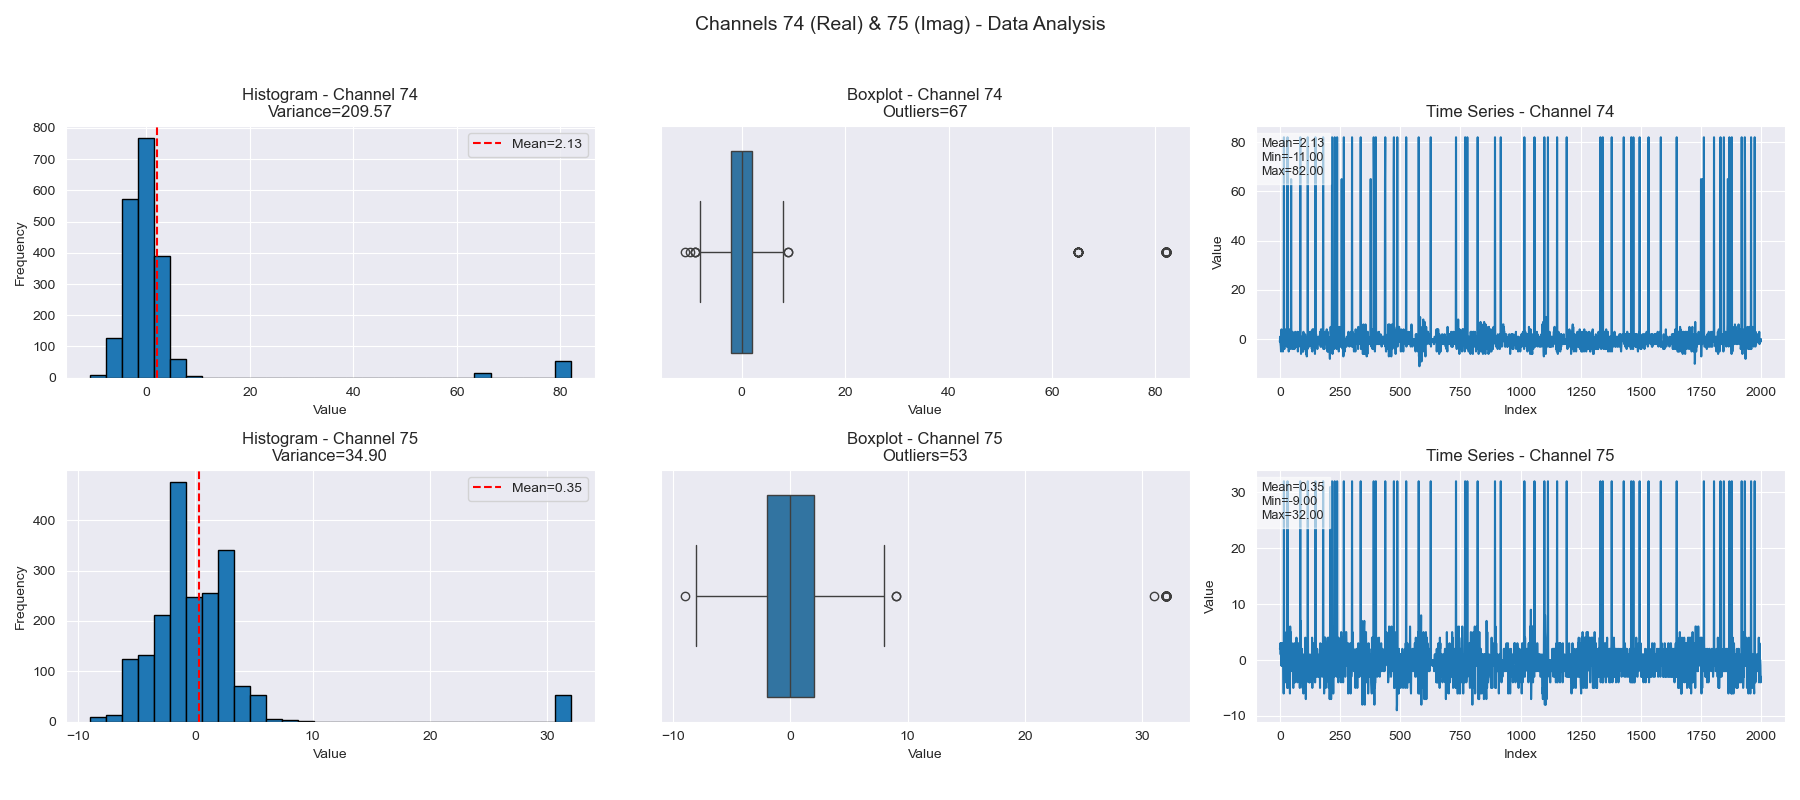 Channels 74 (Real) & 75 (Imag) - Data Analysis
Histogram - Channel 74
Variance=209.57
Mean=2.13
Frequency
800
700
600
500
400
300
200
100
0
0 20 40 60 80
Value
Boxplot - Channel 74
Outliers=67
0 20 40 60 80
Value
Time Series - Channel 74
Mean=2.13
Min=-11.00
Max=82.00
Value
80
60
40
20
0
0 250 500 750 1000 1250 1500 1750 2000
Index
Histogram - Channel 75
Variance=34.90
Mean=0.35
Frequency
400
300
200
100
0
−10 0 10 20 30
Value
Boxplot - Channel 75
Outliers=53
−10 0 10 20 30
Value
Time Series - Channel 75
Mean=0.35
Min=-9.00
Max=32.00
Value
30
20
10
0
−10
0 250 500 750 1000 1250 1500 1750 2000
Index